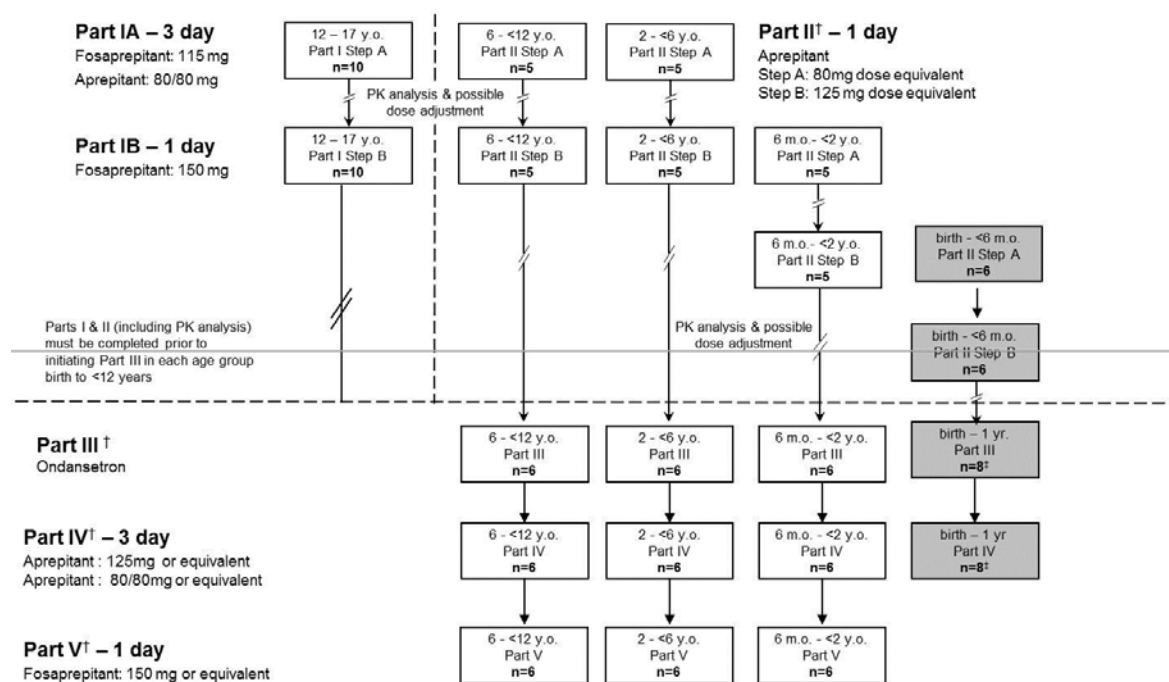 Part IA – 3 day
Fosaprepitant: 115 mg
Aprepitant: 80/80 mg
12 – 17 y.o.
Part I Step A
n=10
6 - <12 y.o.
Part II Step A
n=5
2 - <6 y.o.
Part II Step A
n=5
Part II† – 1 day
Aprepitant
Step A: 80mg dose equivalent
Step B: 125 mg dose equivalent
PK analysis & possible
dose adjustment
Part IB – 1 day
Fosaprepitant: 150 mg
12 – 17 y.o.
Part I Step B
n=10
6 - <12 y.o.
Part II Step B
n=5
2 - <6 y.o.
Part II Step B
n=5
6 m.o.- <2 y.o.
Part II Step A
n=5
6 m.o.- <2 y.o.
Part II Step B
n=5
birth - <6 m.o.
Part II Step A
n=6
Parts I & II (including PK analysis)
must be completed prior to
initiating Part III in each age group
birth to <12 years
PK analysis & possible
dose adjustment
birth - <6 m.o.
Part II Step B
n=6
Part III †
Ondansetron
6 - <12 y.o.
Part III
n=6
2 - <6 y.o.
Part III
n=6
6 m.o. - <2 y.o.
Part III
n=6
birth – 1 yr.
Part III
n=8‡
Part IV† – 3 day
Aprepitant : 125mg or equivalent
Aprepitant : 80/80mg or equivalent
6 - <12 y.o.
Part IV
n=6
2 - <6 y.o.
Part IV
n=6
6 m.o. - <2 y.o.
Part IV
n=6
birth – 1 yr
Part IV
n=8‡
Part V† – 1 day
Fosaprepitant: 150 mg or equivalent
6 - <12 y.o.
Part V
n=6
2 - <6 y.o.
Part V
n=6
6 m.o. - <2 y.o.
Part V
n=6